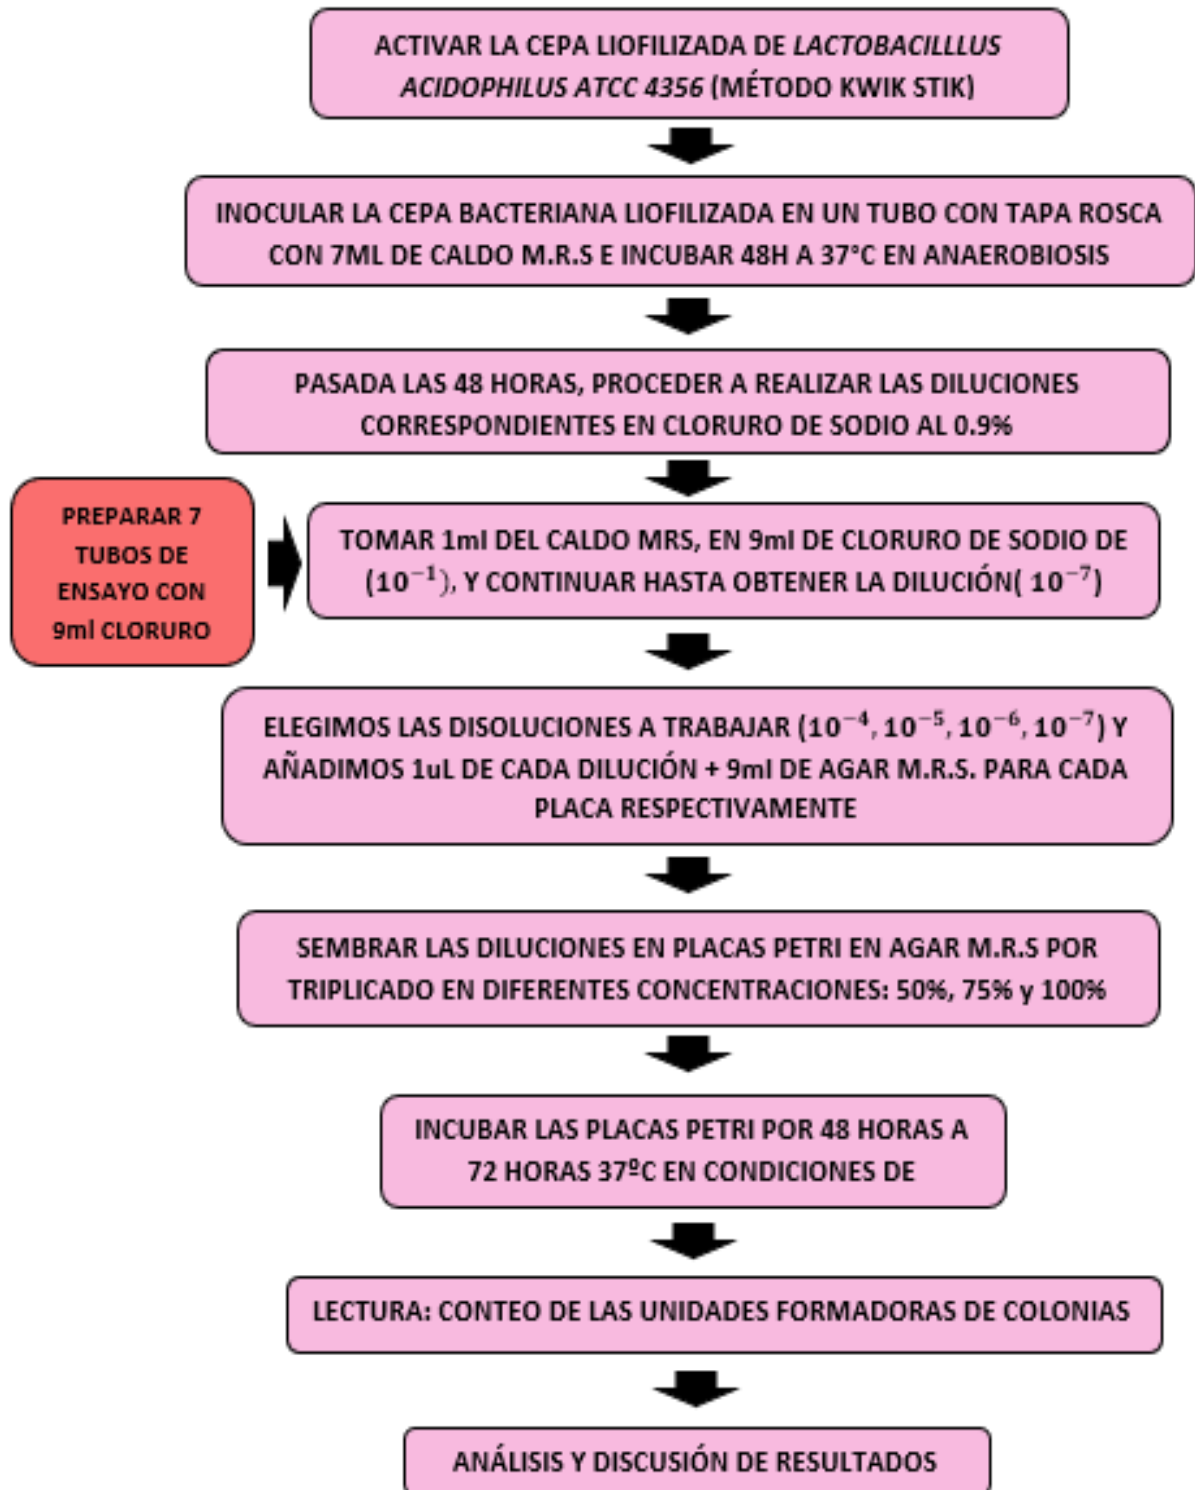 ACTIVAR LA CEPA LIOFILIZADA DE LACTOBACILLLUS
ACIDOPHILUS ATCC 4356 (MÉTODO KWIK STIK)
INOCULAR LA CEPA BACTERIANA LIOFILIZADA EN UN TUBO CON TAPA ROSCA
CON 7ML DE CALDO M.R.S E INCUBAR 48H A 37°C EN ANAEROBIOSIS
PASADA LAS 48 HORAS, PROCEDER A REALIZAR LAS DILUCIONES
CORRESPONDIENTES EN CLORURO DE SODIO AL 0.9%
PREPARAR 7
TUBOS DE
ENSAYO CON
9ml CLORURO
TOMAR 1ml DEL CALDO MRS, EN 9ml DE CLORURO DE SODIO DE
(10⁻¹), Y CONTINUAR HASTA OBTENER LA DILUCIÓN( 10⁻⁷)
ELEGIMOS LAS DISOLUCIONES A TRABAJAR (10⁻⁴, 10⁻⁵, 10⁻⁶, 10⁻⁷) Y
AÑADIMOS 1uL DE CADA DILUCIÓN + 9ml DE AGAR M.R.S. PARA CADA
PLACA RESPECTIVAMENTE
SEMBRAR LAS DILUCIONES EN PLACAS PETRI EN AGAR M.R.S POR
TRIPLICADO EN DIFERENTES CONCENTRACIONES: 50%, 75% y 100%
INCUBAR LAS PLACAS PETRI POR 48 HORAS A
72 HORAS 37ºC EN CONDICIONES DE
LECTURA: CONTEO DE LAS UNIDADES FORMADORAS DE COLONIAS
ANÁLISIS Y DISCUSIÓN DE RESULTADOS